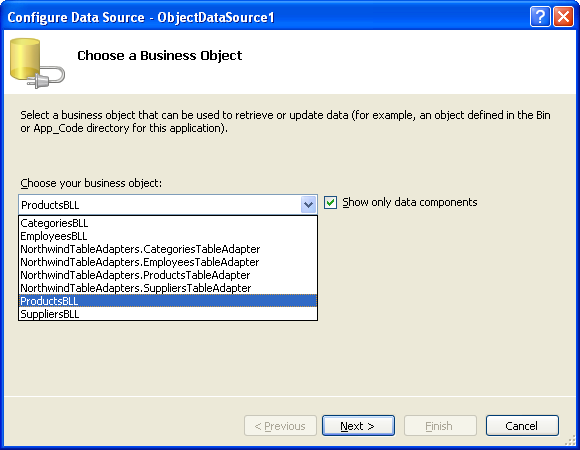 Configure Data Source - ObjectDataSource1
Choose a Business Object
Select a business object that can be used to retrieve or update data (for example, an object defined in the Bin
or App_Code directory for this application).
Choose your business object:
ProductsBLL
Show only data components
CategoriesBLL
EmployeesBLL
NorthwindTableAdapters.CategoriesTableAdapter
NorthwindTableAdapters.EmployeesTableAdapter
NorthwindTableAdapters.ProductsTableAdapter
NorthwindTableAdapters.SuppliersTableAdapter
ProductsBLL
SuppliersBLL
< Previous
Next >
Finish
Cancel